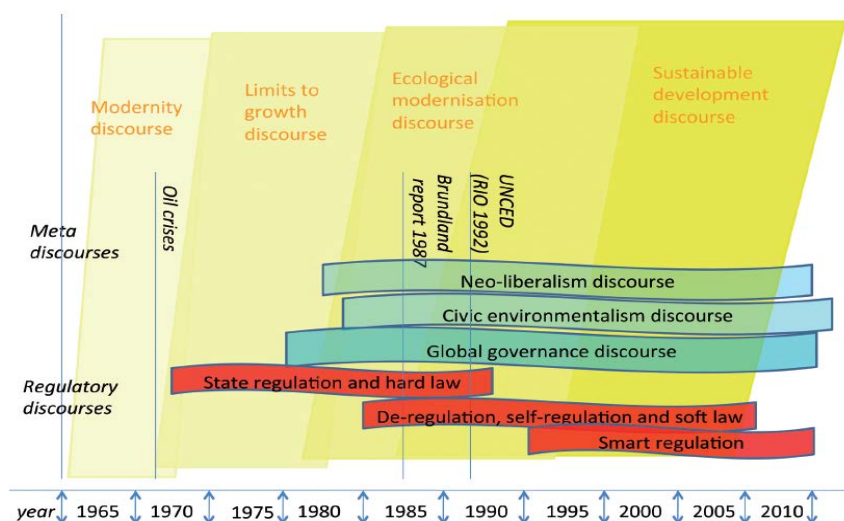 Modernity
discourse
Limits to
growth
discourse
Ecological
modernisation
discourse
Sustainable
development
discourse
Oil crises
Brundland
report 1987
UNCED
(RIO 1992)
Meta
discourses
Neo-liberalism discourse
Civic environmentalism discourse
Global governance discourse
Regulatory
discourses
State regulation and hard law
De-regulation, self-regulation and soft law
Smart regulation
year 1965 1970 1975 1980 1985 1990 1995 2000 2005 2010